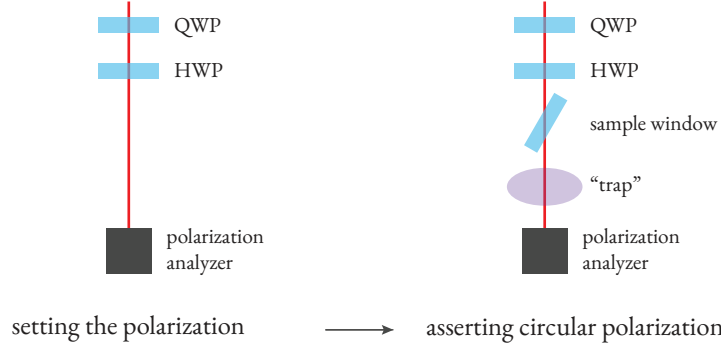 QWP
HWP
polarization
analyzer
setting the polarization
QWP
HWP
sample window
“trap”
polarization
analyzer
asserting circular polarization